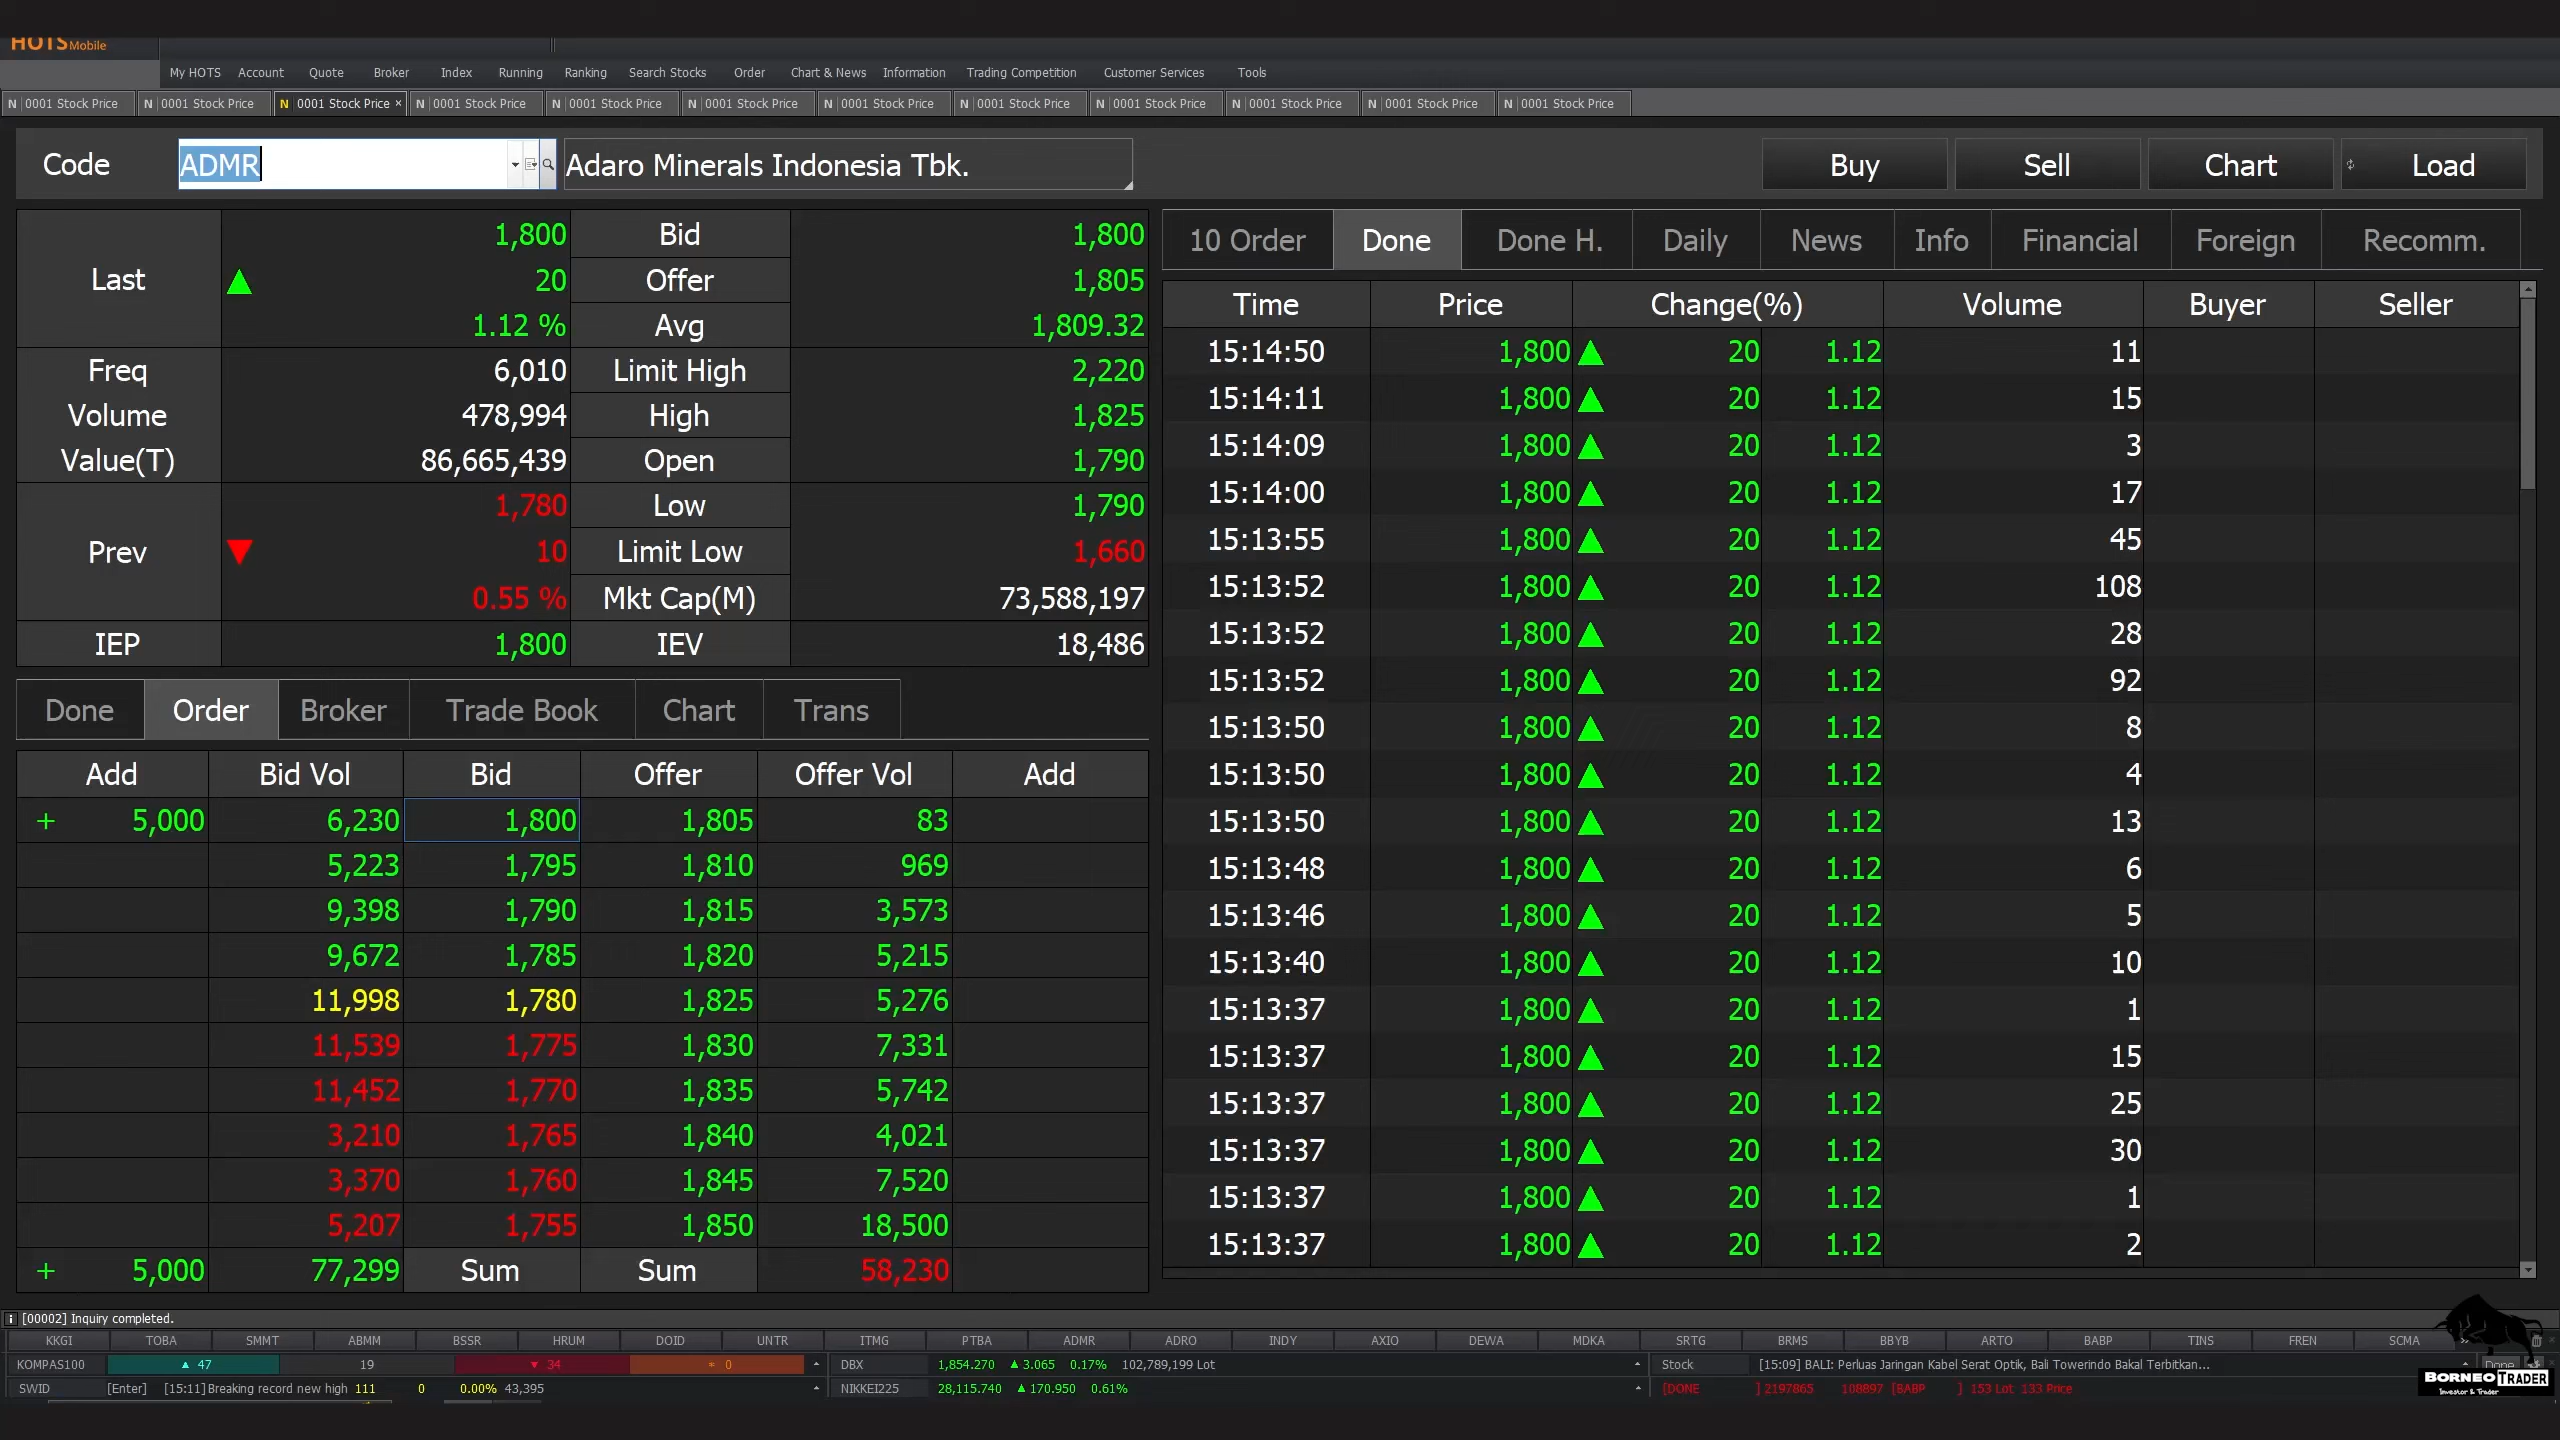 HOTS Mobile
My HOTS Account Quote Broker Index Running Ranking Search Stocks Order Chart & News Information Trading Competition Customer Services Tools
N 0001 Stock Price N 0001 Stock Price N 0001 Stock Price × N 0001 Stock Price N 0001 Stock Price N 0001 Stock Price N 0001 Stock Price N 0001 Stock Price N 0001 Stock Price N 0001 Stock Price N 0001 Stock Price N 0001 Stock Price
Code ADMR Adaro Minerals Indonesia Tbk. Buy Sell Chart Load
Last 1,800 Bid 1,800
▲ 20 Offer 1,805
1.12 % Avg 1,809.32
Freq 6,010 Limit High 2,220
Volume 478,994 High 1,825
Value(T) 86,665,439 Open 1,790
Prev 1,780 Low 1,790
▼ 10 Limit Low 1,660
0.55 % Mkt Cap(M) 73,588,197
IEP 1,800 IEV 18,486
Done Order Broker Trade Book Chart Trans
Add Bid Vol Bid Offer Offer Vol Add
+ 5,000 6,230 1,800 1,805 83
5,223 1,795 1,810 969
9,398 1,790 1,815 3,573
9,672 1,785 1,820 5,215
11,998 1,780 1,825 5,276
11,539 1,775 1,830 7,331
11,452 1,770 1,835 5,742
3,210 1,765 1,840 4,021
3,370 1,760 1,845 7,520
5,207 1,755 1,850 18,500
+ 5,000 77,299 Sum Sum 58,230
10 Order Done Done H. Daily News Info Financial Foreign Recomm.
Time Price Change(%) Volume Buyer Seller
15:14:50 1,800 ▲ 20 1.12 11
15:14:11 1,800 ▲ 20 1.12 15
15:14:09 1,800 ▲ 20 1.12 3
15:14:00 1,800 ▲ 20 1.12 17
15:13:55 1,800 ▲ 20 1.12 45
15:13:52 1,800 ▲ 20 1.12 108
15:13:52 1,800 ▲ 20 1.12 28
15:13:52 1,800 ▲ 20 1.12 92
15:13:50 1,800 ▲ 20 1.12 8
15:13:50 1,800 ▲ 20 1.12 4
15:13:50 1,800 ▲ 20 1.12 13
15:13:48 1,800 ▲ 20 1.12 6
15:13:46 1,800 ▲ 20 1.12 5
15:13:40 1,800 ▲ 20 1.12 10
15:13:37 1,800 ▲ 20 1.12 1
15:13:37 1,800 ▲ 20 1.12 15
15:13:37 1,800 ▲ 20 1.12 25
15:13:37 1,800 ▲ 20 1.12 30
15:13:37 1,800 ▲ 20 1.12 1
15:13:37 1,800 ▲ 20 1.12 2
[00002] Inquiry completed.
KKGI TOBA SMMT ABMM BSSR HRUM DOID UNTR ITMG PTBA ADMR ADRO INDY AXIO DEWA MDKA SRTG BRMS BBYB ARTO BABP TINS FREN SCMA
KOMPAS100 ▲ 47 19 ▼ 34 0 DBX 1,854.270 ▲ 3.065 0.17% 102,789,199 Lot Stock [15:09] BALI: Perluas Jaringan Kabel Serat Optik, Bali Towerindo Bakal Terbitkan... Done
SWID [Enter] [15:11]Breaking record new high 111 0 0.00% 43,395 NIKKEI225 28,115.740 ▲ 170.950 0.61% [DONE ] 2197865 108897 [BABP ] 153 Lot 133 Price
BORNEO TRADER
Investor & Trader